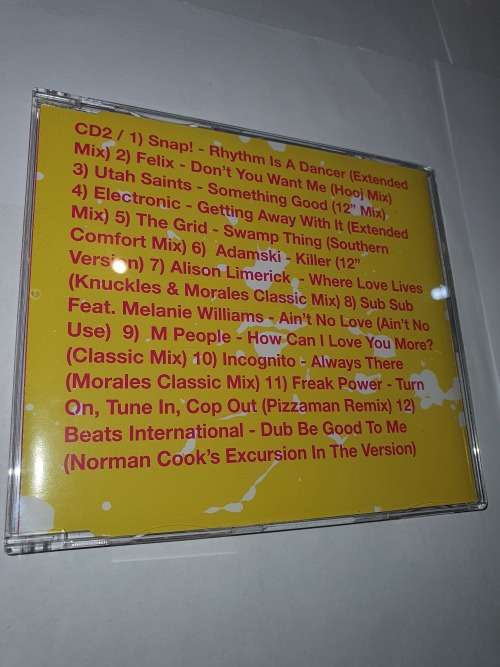 CD2 / 1) Snap! - Rhythm Is A Dancer (Extended
Mix) 2) Felix - Don't You Want Me (Hooj Mix)
3) Utah Saints - Something Good (12" Mix)
4) Electronic - Getting Away With It (Extended
Mix) 5) The Grid - Swamp Thing (Southern
Comfort Mix) 6) Adamski - Killer (12"
Version) 7) Alison Limerick - Where Love Lives
(Knuckles & Morales Classic Mix) 8) Sub Sub
Feat. Melanie Williams - Ain't No Love (Ain't No
Use) 9) M People - How Can I Love You More?
(Classic Mix) 10) Incognito - Always There
(Morales Classic Mix) 11) Freak Power - Turn
On, Tune In, Cop Out (Pizzaman Remix) 12)
Beats International - Dub Be Good To Me
(Norman Cook's Excursion In The Version)